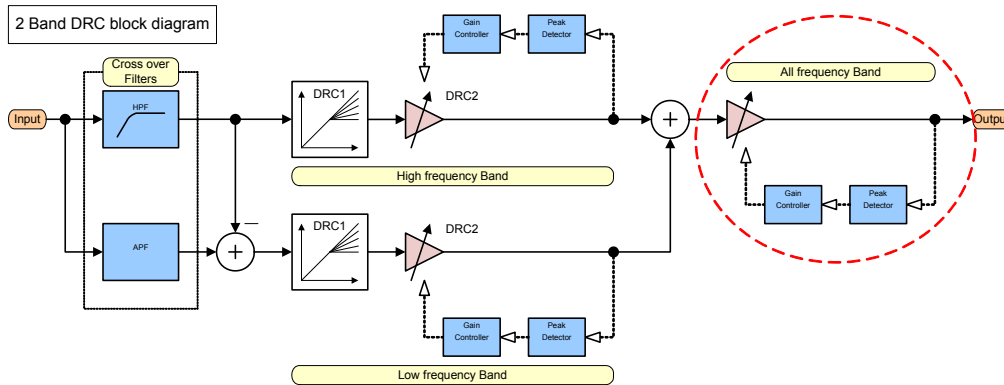 2 Band DRC block diagram
Cross over
Filters
Input
HPF
APF
DRC1
DRC2
Gain
Controller
Peak
Detector
High frequency Band
DRC1
DRC2
Gain
Controller
Peak
Detector
Low frequency Band
All frequency Band
Gain
Controller
Peak
Detector
Output